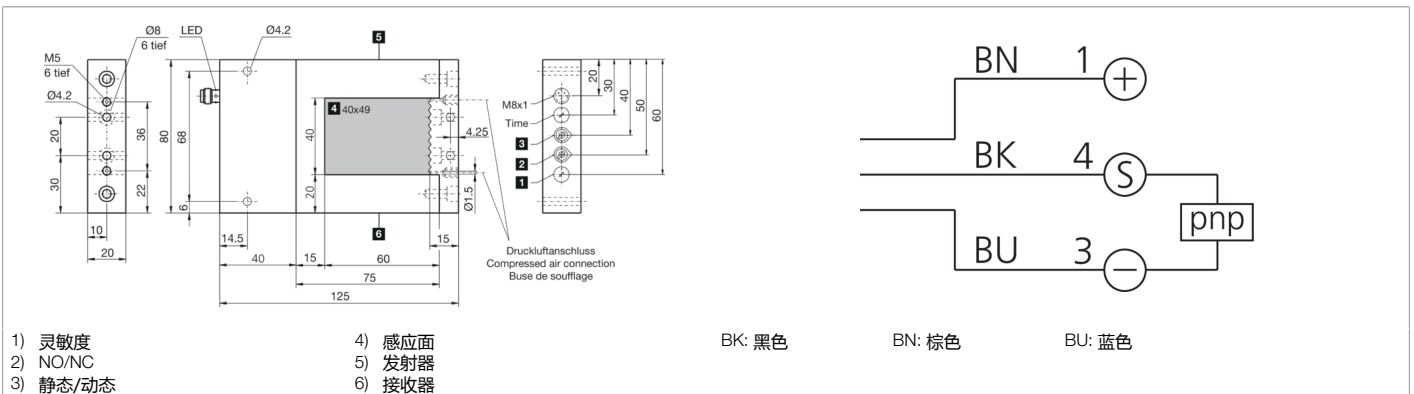 Ø8
6 tief
M5
6 tief
Ø4.2
20
30
36
22
10
20
LED
Ø4.2
5
80
68
6
4 40x49
40
20
4.25
Ø1.5
6
14.5
15
40
15
60
75
125
Druckluftanschluss
Compressed air connection
Buse de soufflage
20
30
40
50
60
M8x1
Time
3
2
1
BN 1 +
BK 4 S
pnp
BU 3 −
1) 灵敏度
2) NO/NC
3) 静态/动态
4) 感应面
5) 发射器
6) 接收器
BK: 黑色
BN: 棕色
BU: 蓝色